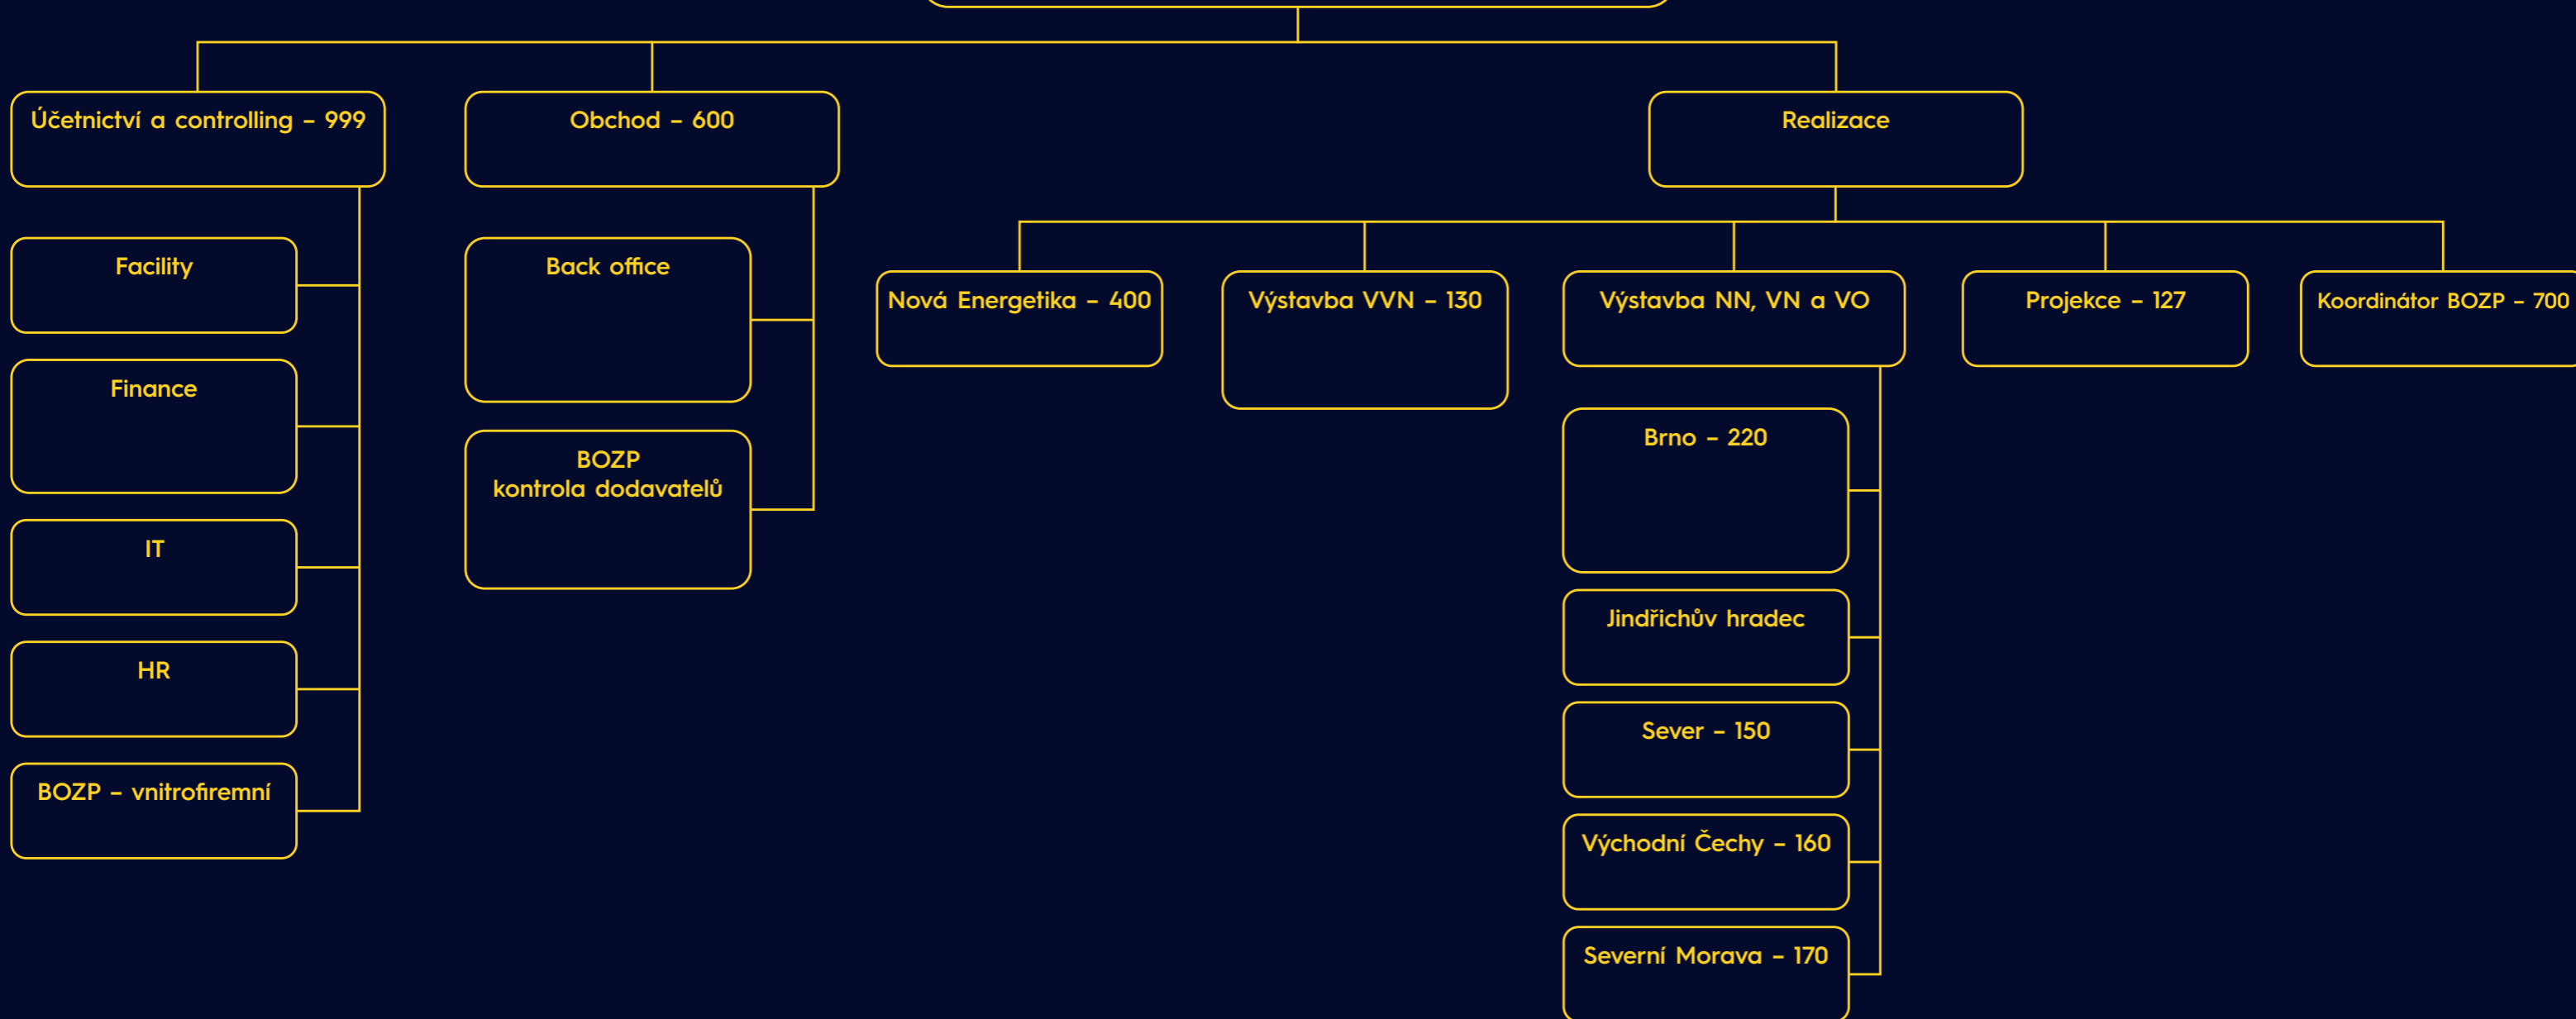 Účetnictví a controlling – 999
Obchod – 600
Realizace
Facility
Finance
IT
HR
BOZP – vnitrofiremní
Back office
BOZP
kontrola dodavatelů
Nová Energetika – 400
Výstavba VVN – 130
Výstavba NN, VN a VO
Projekce – 127
Koordinátor BOZP – 700
Brno – 220
Jindřichův hradec
Sever – 150
Východní Čechy – 160
Severní Morava – 170